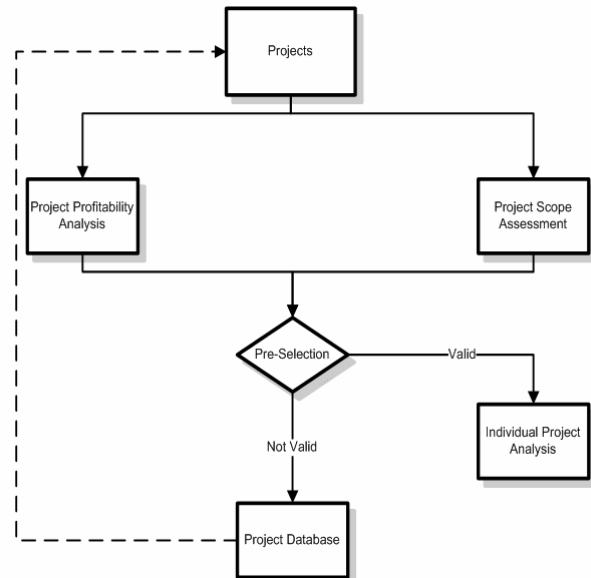 Projects
Project Profitability
Analysis
Project Scope
Assessment
Pre-Selection
Valid
Individual Project
Analysis
Not Valid
Project Database